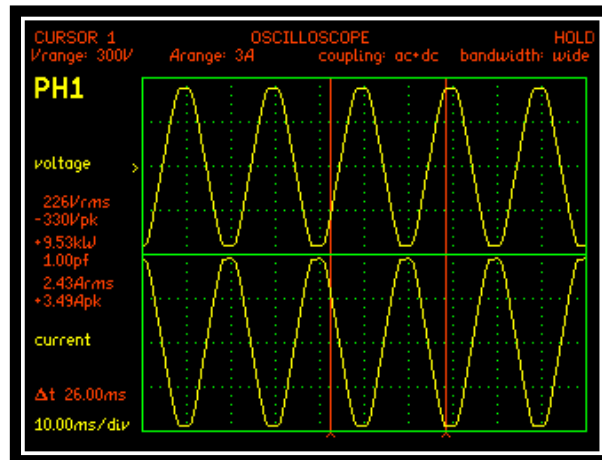 CURSOR 1 OSCILLOSCOPE HOLD
Vrange: 300V Arange: 3A coupling: ac+dc bandwidth: wide
PH1
voltage >
226Vrms
-330Vpk
+9.53kW
1.00pf
2.43Arms
+3.49Apk
current
Δt 26.00ms
10.00ms/div